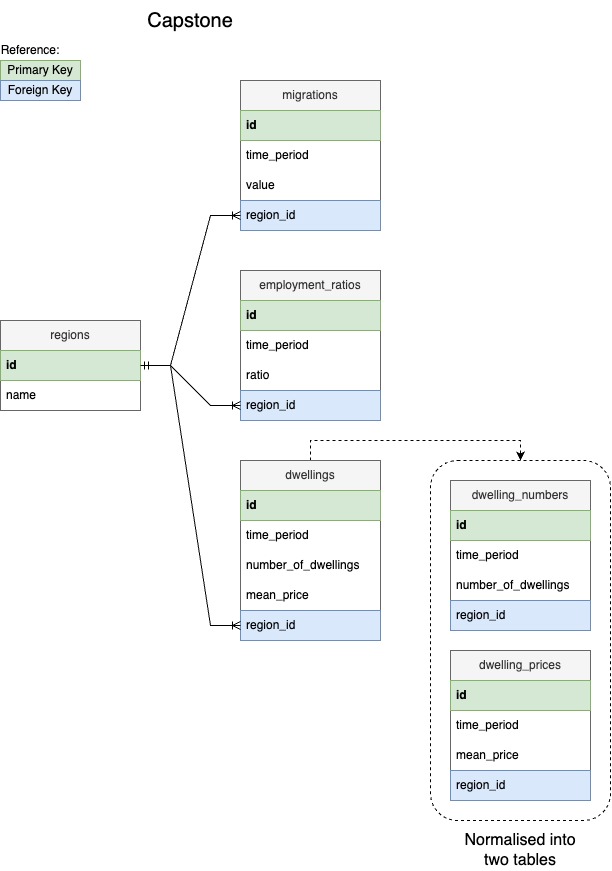 Capstone
Reference:
Primary Key
Foreign Key
migrations
id
time_period
value
region_id
employment_ratios
id
time_period
ratio
region_id
regions
id
name
dwellings
id
time_period
number_of_dwellings
mean_price
region_id
dwelling_numbers
id
time_period
number_of_dwellings
region_id
dwelling_prices
id
time_period
mean_price
region_id
Normalised into
two tables